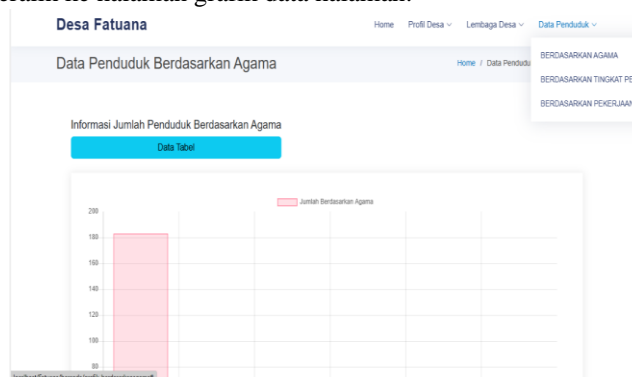 Desa Fatuana
Home Profil Desa Lembaga Desa Data Penduduk
Data Penduduk Berdasarkan Agama
Home / Data Pendudu
BERDASARKAN AGAMA
BERDASARKAN TINGKAT PE
BERDASARKAN PEKERJAAN
Informasi Jumlah Penduduk Berdasarkan Agama
Data Tabel
Jumlah Berdasarkan Agama
200
180
160
140
120
100
80